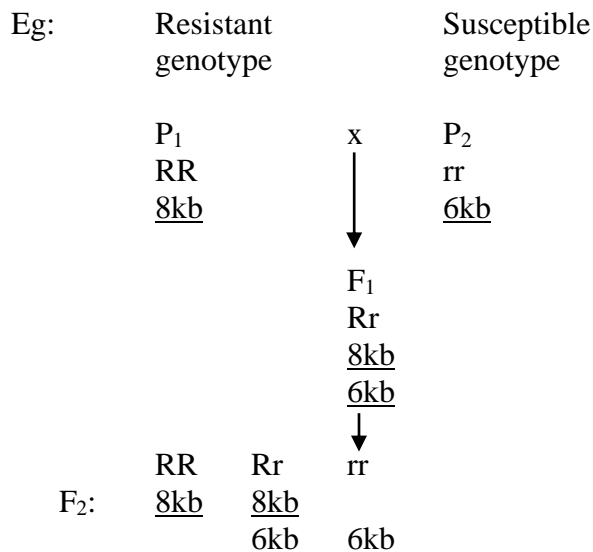 Eg: Resistant Susceptible
genotype genotype
P₁ x P₂
RR rr
8kb 6kb
F₁
Rr
8kb
6kb
RR Rr rr
F₂: 8kb 8kb
6kb 6kb